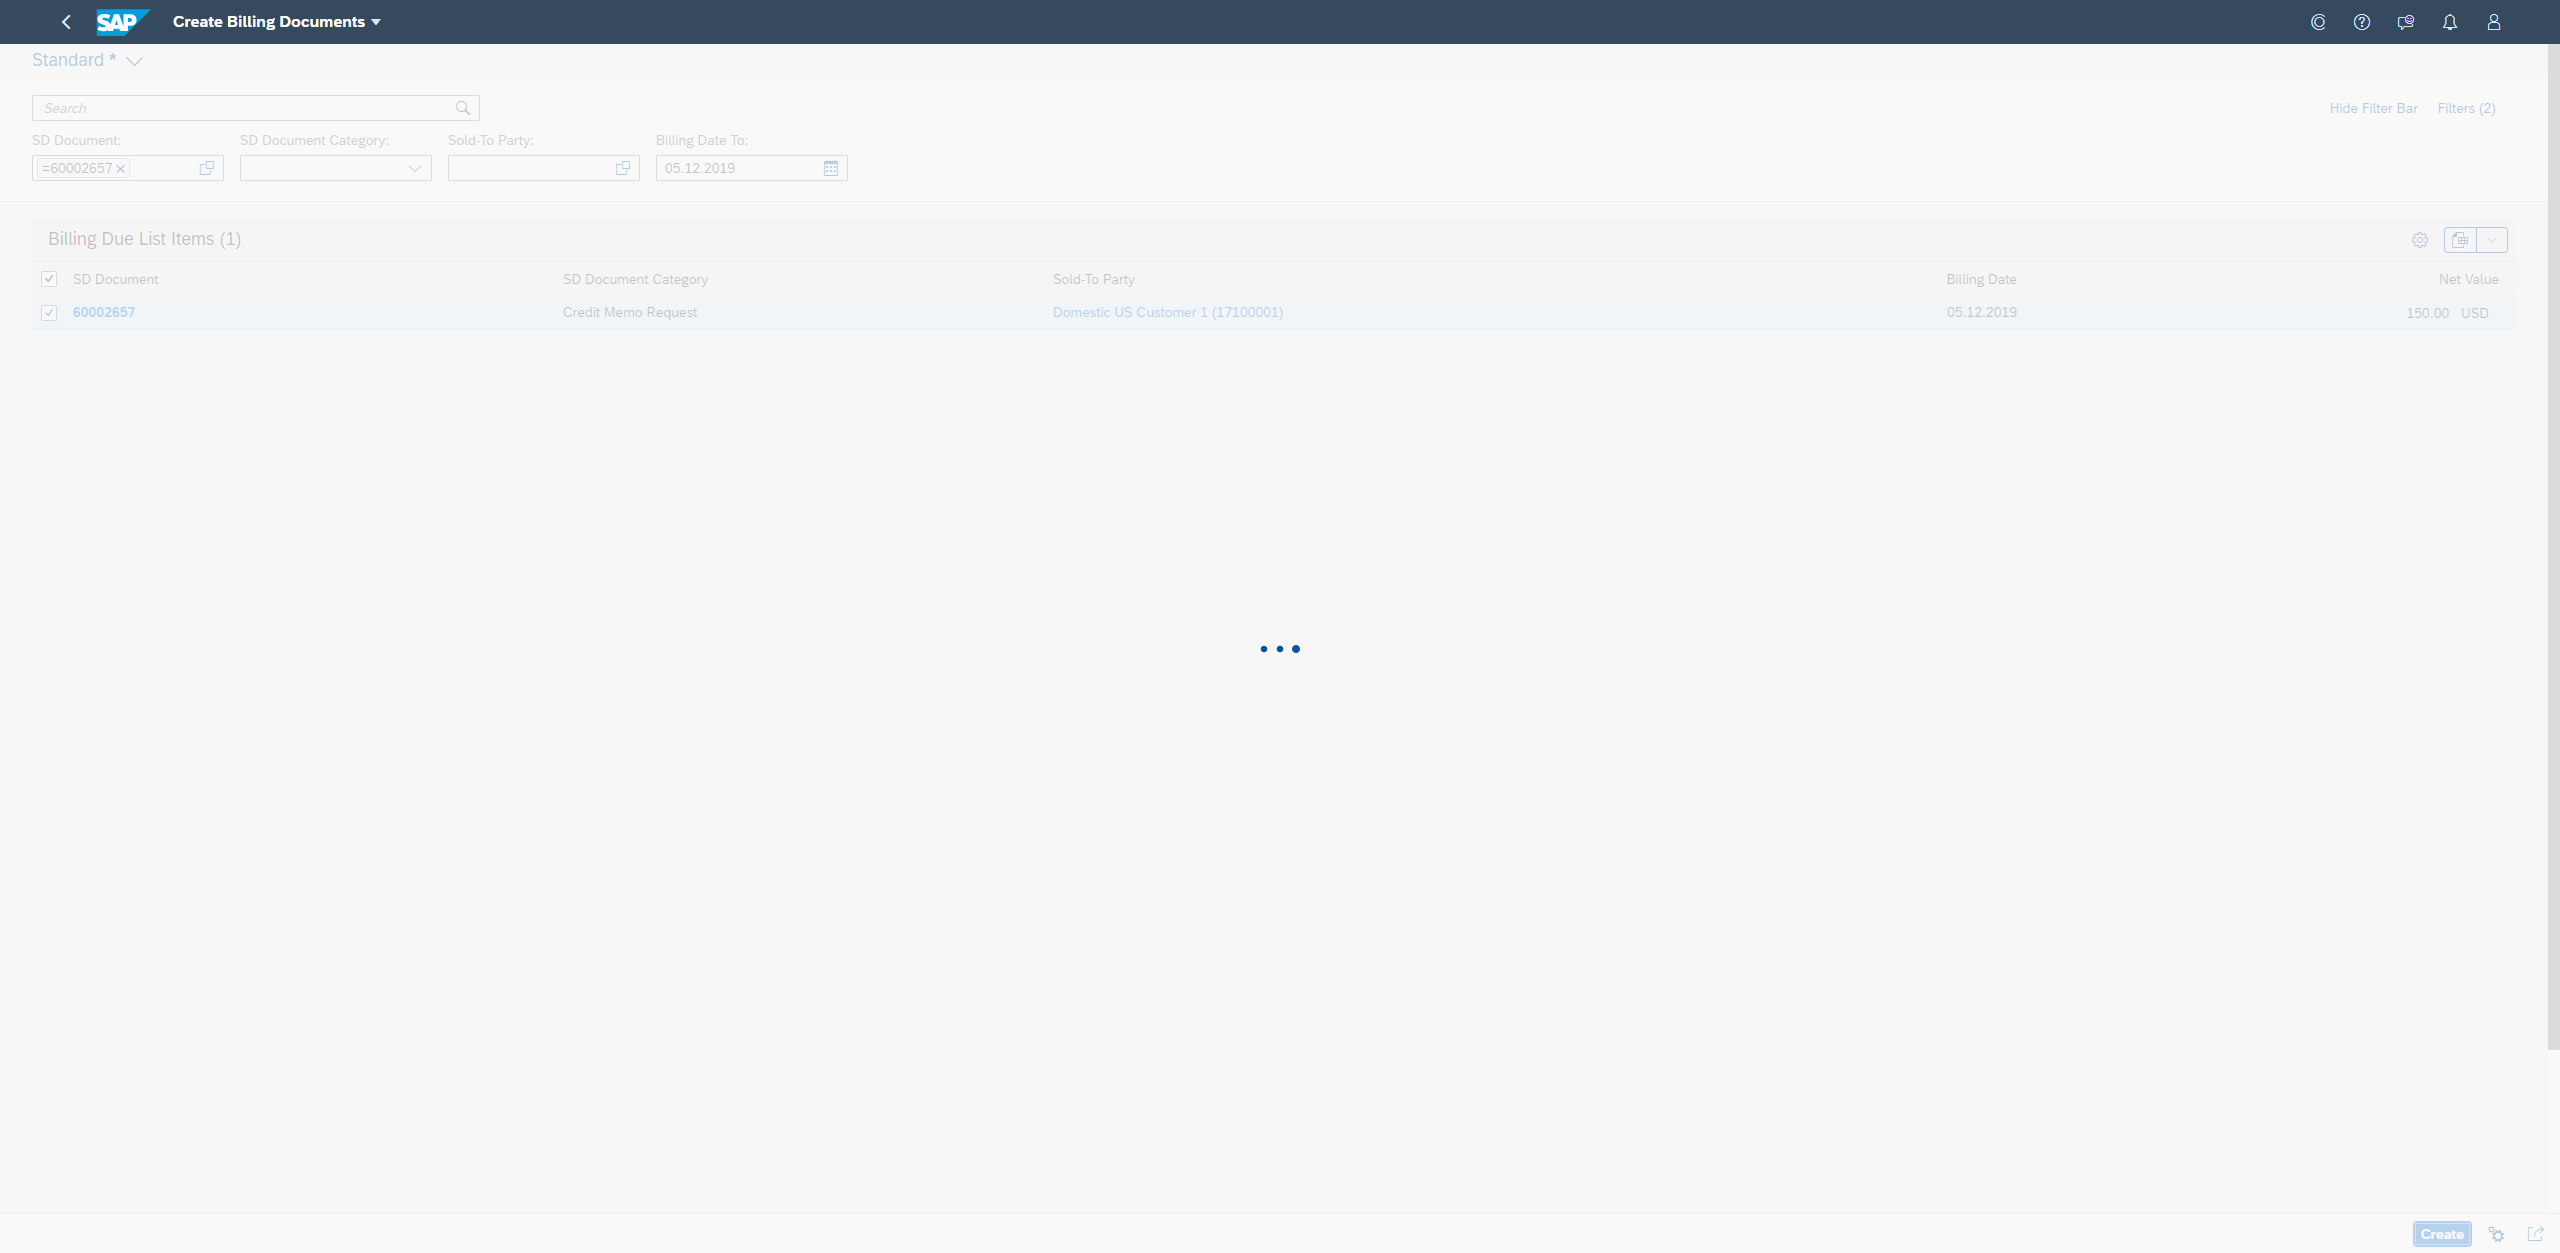 SAP Create Billing Documents
Standard *
Search
Hide Filter Bar Filters (2)
SD Document: SD Document Category: Sold-To Party: Billing Date To:
=60002657 05.12.2019
Billing Due List Items (1)
SD Document SD Document Category Sold-To Party Billing Date Net Value
60002657 Credit Memo Request Domestic US Customer 1 (17100001) 05.12.2019 150.00 USD
Create